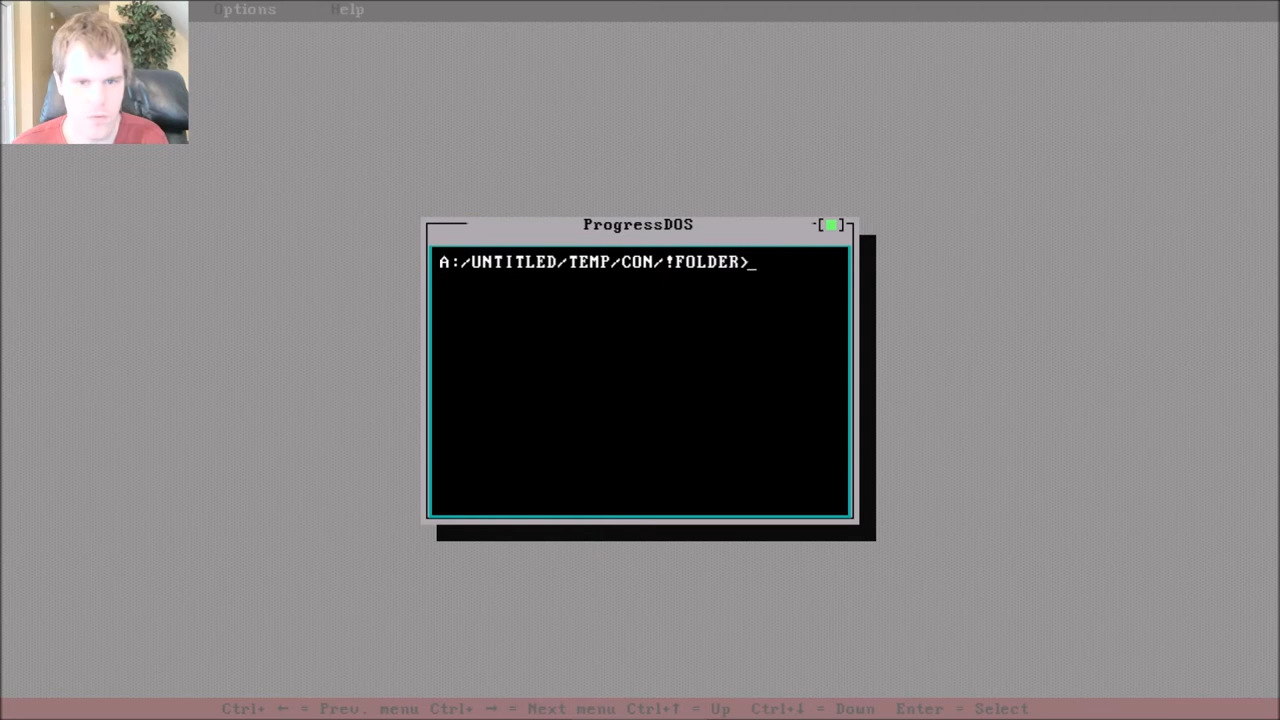 Options Help
ProgressDOS
A:/UNTITLED/TEMP/CON/!FOLDER>_
Ctrl+ ← = Prev. menu Ctrl+ → = Next menu Ctrl+↑ = Up Ctrl+↓ = Down Enter = Select